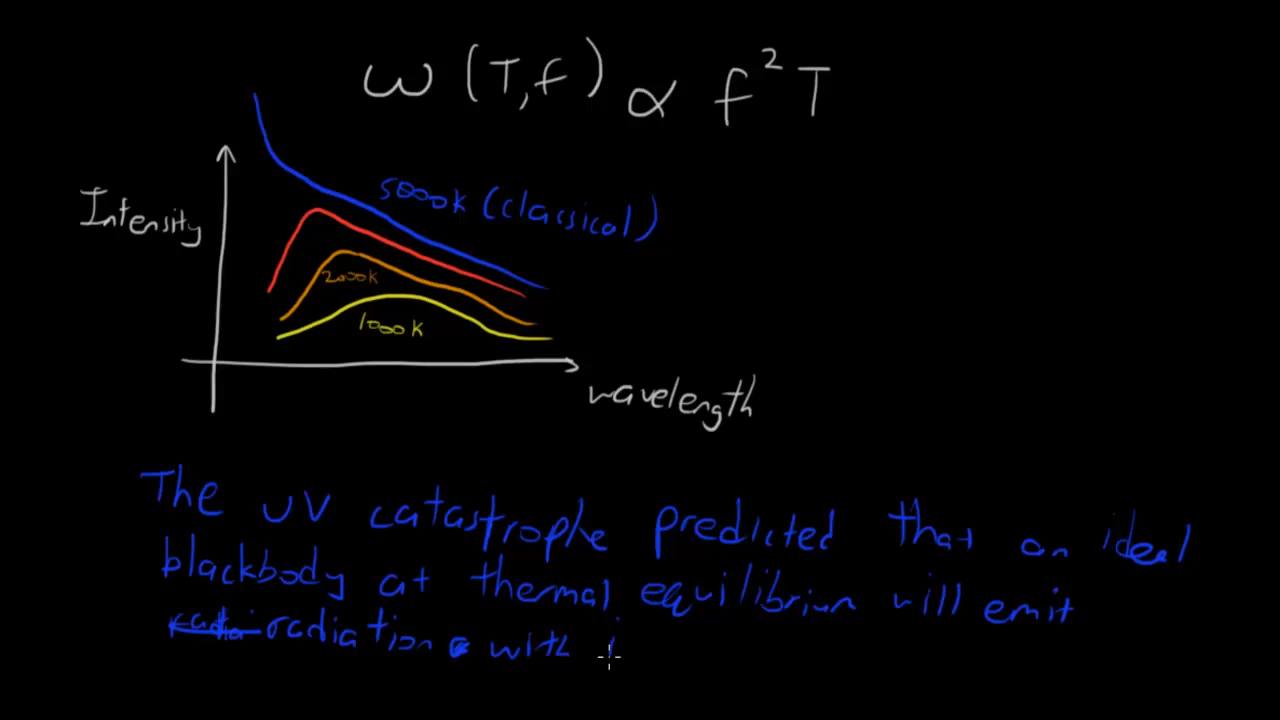 ω (T,f) ∝ f²T
5000K (classical)
Intensity
2000K
1000K
wavelength
The UV catastrophe predicted that an ideal
blackbody at thermal equilibrium will emit
radiation with i